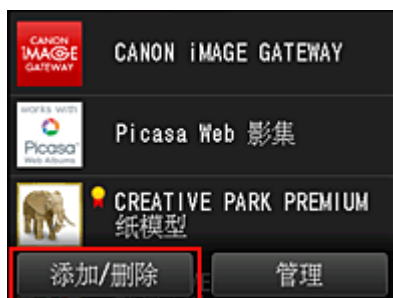 CANON
iMAGE
GATEWAY
CANON iMAGE GATEWAY
works with
Picasa
Web Albums
Picasa Web 影集
CREATIVE PARK PREMIUM
纸模型
添加/删除
管理